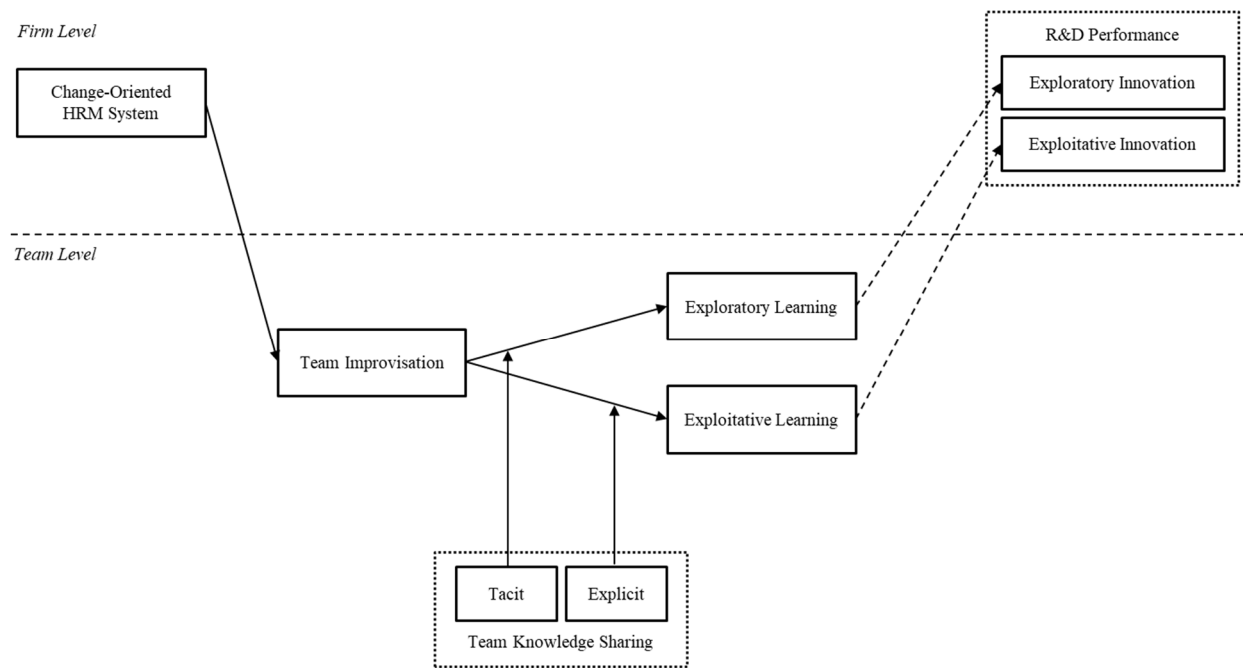 Firm Level
R&D Performance
Exploratory Innovation
Exploitative Innovation
Change-Oriented
HRM System
Team Level
Exploratory Learning
Team Improvisation
Exploitative Learning
Tacit
Explicit
Team Knowledge Sharing